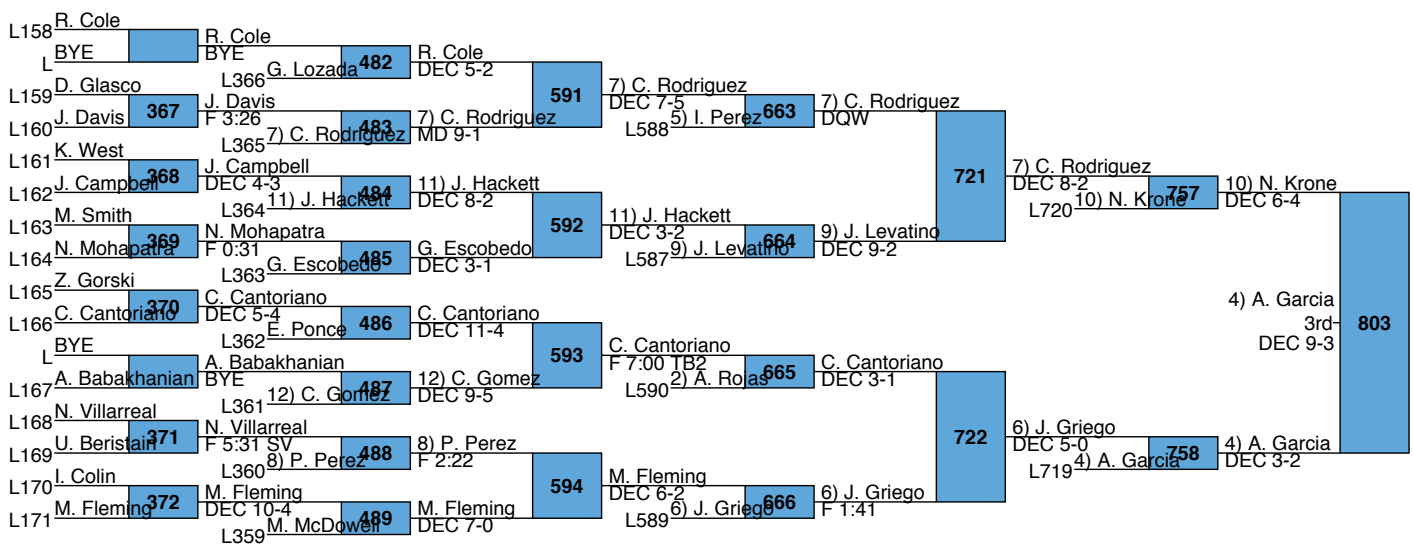 L158 R. Cole
L BYE
R. Cole
BYE
L366 G. Lozada
482
R. Cole
DEC 5-2
L159 D. Glasco
L160 J. Davis
367
J. Davis
F 3:26
L365 7) C. Rodriguez
483
7) C. Rodriguez
MD 9-1
591
7) C. Rodriguez
DEC 7-5
L588 5) I. Perez
663
7) C. Rodriguez
DQW
L161 K. West
L162 J. Campbell
368
J. Campbell
DEC 4-3
L364 11) J. Hackett
484
11) J. Hackett
DEC 8-2
L163 M. Smith
L164 N. Mohapatra
369
N. Mohapatra
F 0:31
L363 G. Escobedo
485
G. Escobedo
DEC 3-1
592
11) J. Hackett
DEC 3-2
L587 9) J. Levatino
664
9) J. Levatino
DEC 9-2
721
7) C. Rodriguez
DEC 8-2
L720 10) N. Krone
757
10) N. Krone
DEC 6-4
L165 Z. Gorski
L166 C. Cantoriano
370
C. Cantoriano
DEC 5-4
L362 E. Ponce
486
C. Cantoriano
DEC 11-4
L BYE
L167 A. Babakhanian
A. Babakhanian
BYE
L361 12) C. Gomez
487
12) C. Gomez
DEC 9-5
593
C. Cantoriano
F 7:00 TB2
L590 2) A. Rojas
665
C. Cantoriano
DEC 3-1
L168 N. Villarreal
L169 U. Beristain
371
N. Villarreal
F 5:31 SV
L360 8) P. Perez
488
8) P. Perez
F 2:22
L170 I. Colin
L171 M. Fleming
372
M. Fleming
DEC 10-4
L359 M. McDowell
489
M. Fleming
DEC 7-0
594
M. Fleming
DEC 6-2
L589 6) J. Griego
666
6) J. Griego
F 1:41
722
6) J. Griego
DEC 5-0
L719 4) A. Garcia
758
4) A. Garcia
DEC 3-2
803
4) A. Garcia
3rd
DEC 9-3